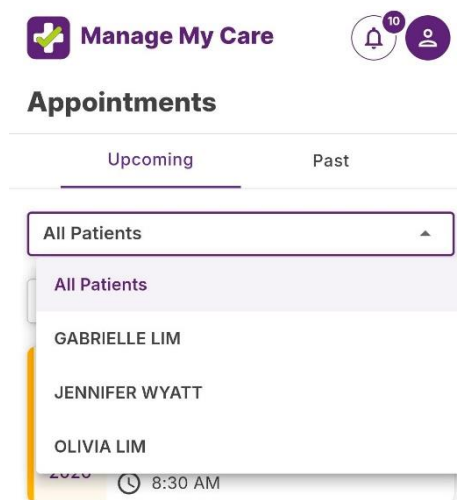 Manage My Care
10
Appointments
Upcoming Past
All Patients
All Patients
GABRIELLE LIM
JENNIFER WYATT
OLIVIA LIM
8:30 AM